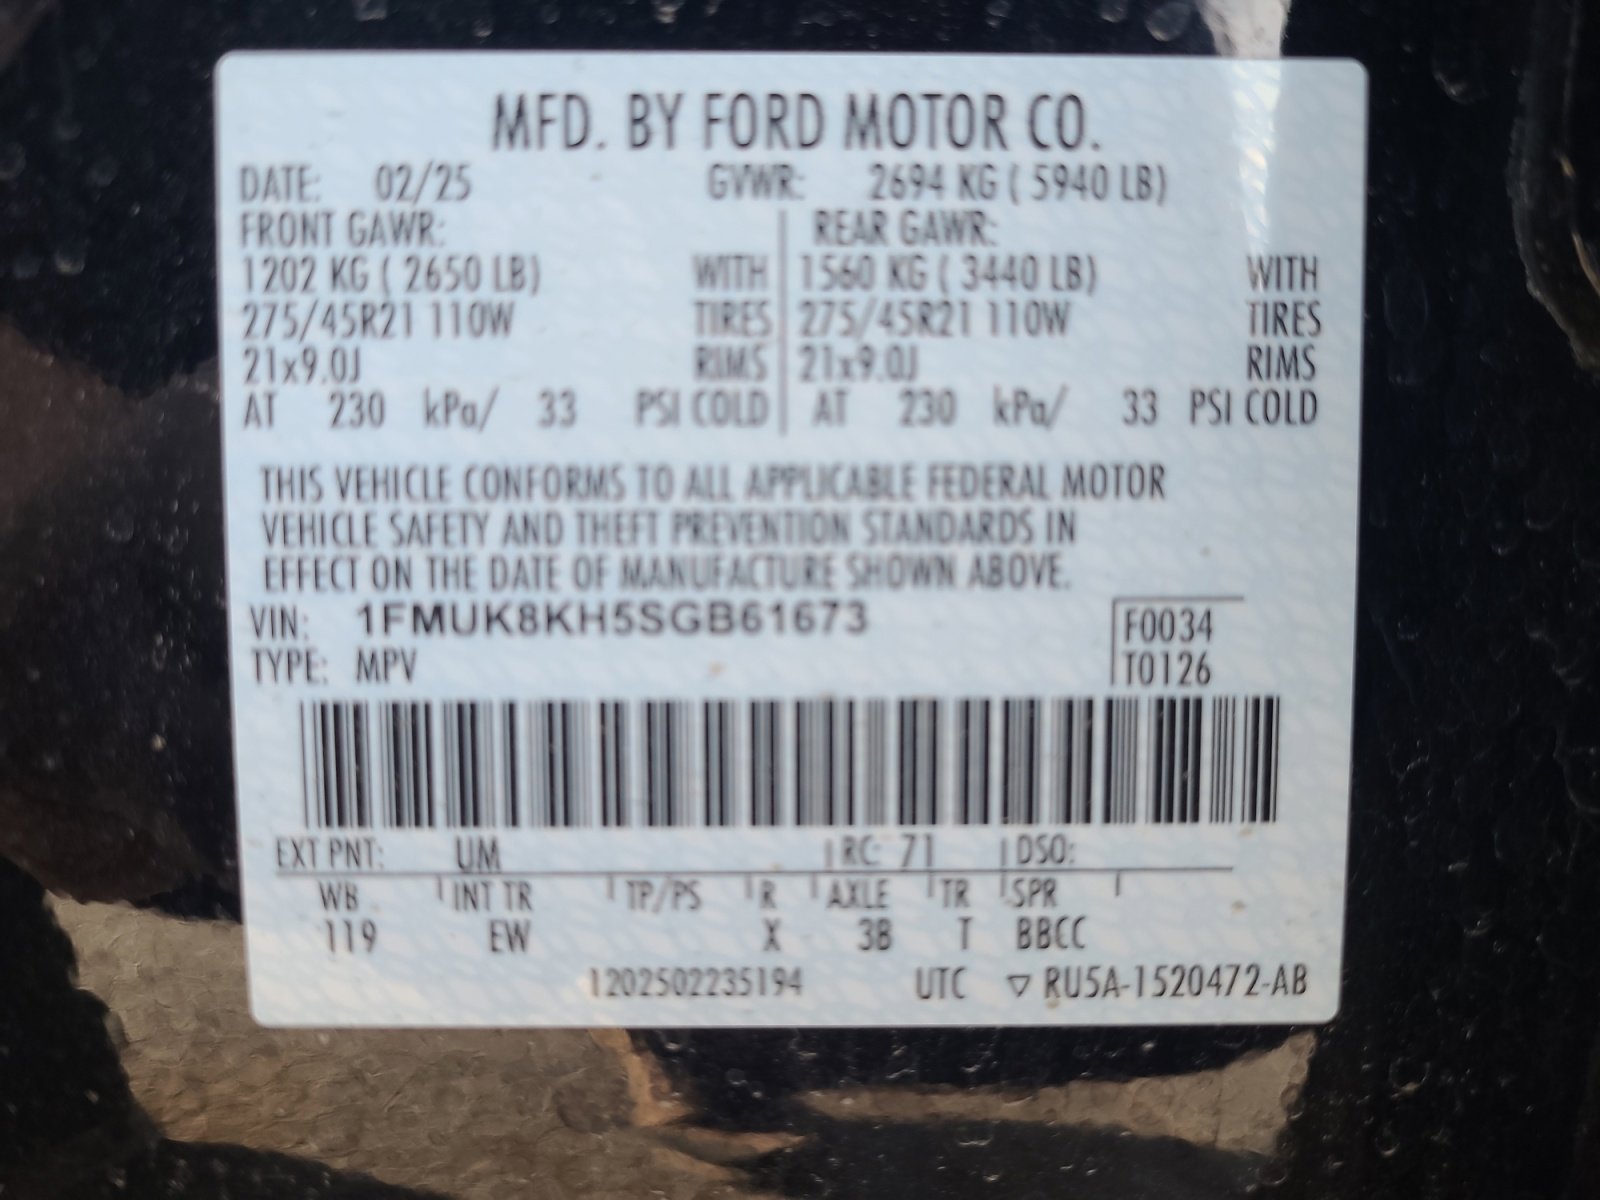 MFD. BY FORD MOTOR CO.
DATE: 02/25 GVWR: 2694 KG ( 5940 LB)
FRONT GAWR: REAR GAWR:
1202 KG ( 2650 LB) WITH 1560 KG ( 3440 LB) WITH
275/45R21 110W TIRES 275/45R21 110W TIRES
21x9.0J RIMS 21x9.0J RIMS
AT 230 kPa/ 33 PSI COLD AT 230 kPa/ 33 PSI COLD
THIS VEHICLE CONFORMS TO ALL APPLICABLE FEDERAL MOTOR
VEHICLE SAFETY AND THEFT PREVENTION STANDARDS IN
EFFECT ON THE DATE OF MANUFACTURE SHOWN ABOVE.
VIN: 1FMUK8KH5SGB61673 F0034
TYPE: MPV T0126
EXT PNT: UM RC: 71 DSO:
WB INT TR TP/PS R AXLE TR SPR
119 EW X 3B T BBCC
1202502235194 UTC ▽ RU5A-1520472-AB